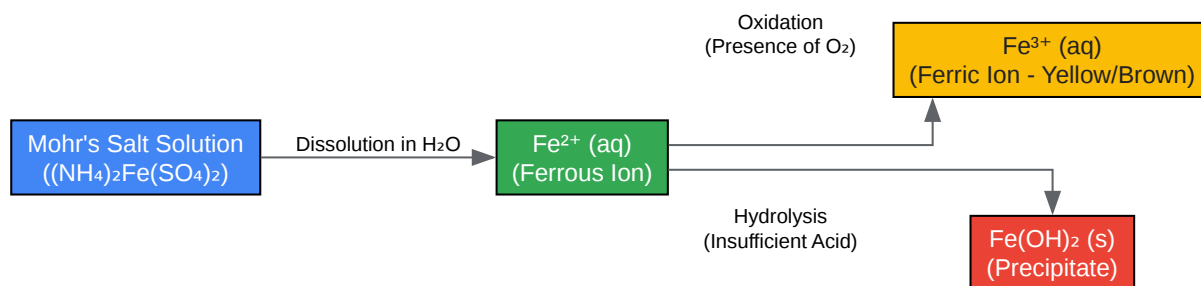 Mohr's Salt Solution
((NH₄)₂Fe(SO₄)₂)
Dissolution in H₂O
Fe²⁺ (aq)
(Ferrous Ion)
Oxidation
(Presence of O₂)
Fe³⁺ (aq)
(Ferric Ion - Yellow/Brown)
Hydrolysis
(Insufficient Acid)
Fe(OH)₂ (s)
(Precipitate)